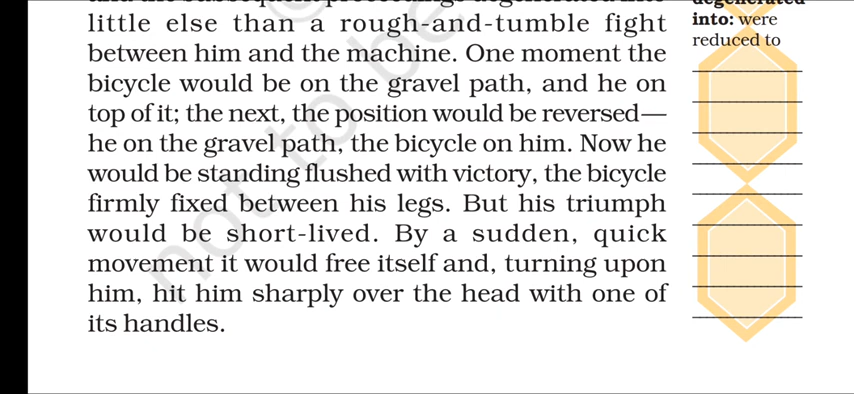 little else than a rough-and-tumble fight
between him and the machine. One moment the
bicycle would be on the gravel path, and he on
top of it; the next, the position would be reversed—
he on the gravel path, the bicycle on him. Now he
would be standing flushed with victory, the bicycle
firmly fixed between his legs. But his triumph
would be short-lived. By a sudden, quick
movement it would free itself and, turning upon
him, hit him sharply over the head with one of
its handles.
degenerated
into: were
reduced to
not to be